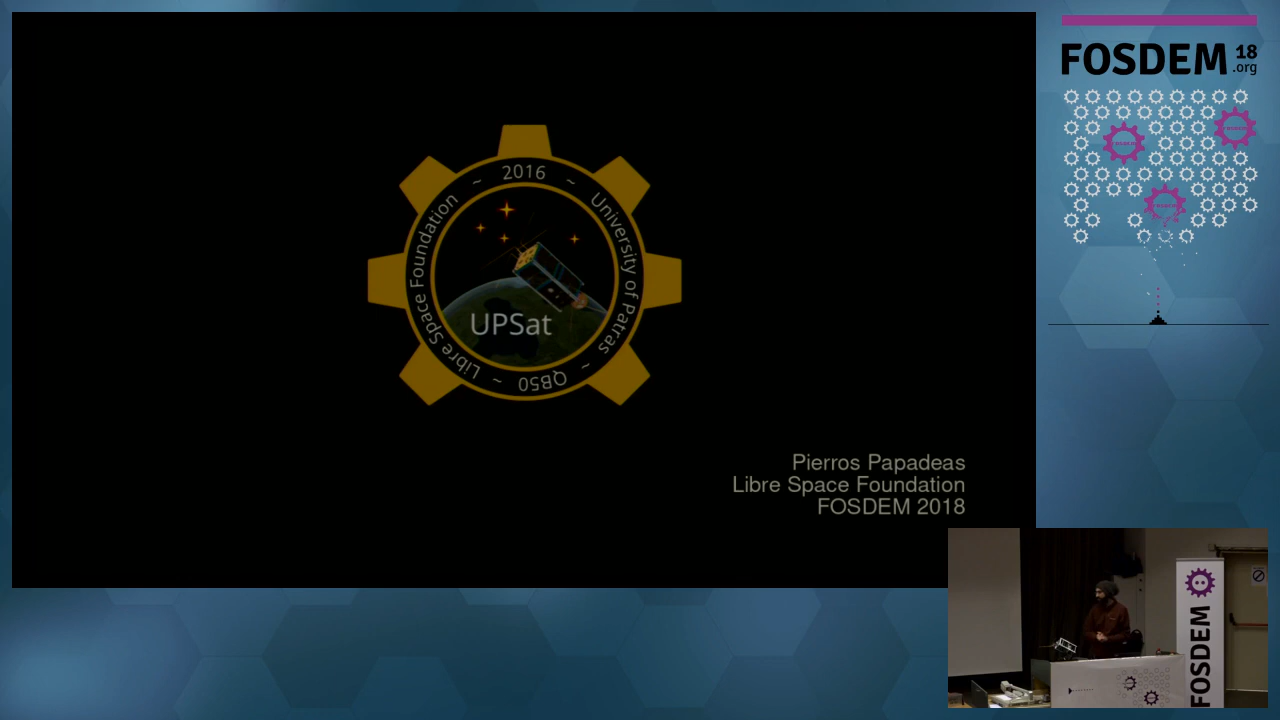 2016 ~ University of Patras ~ QB50 ~ Libre Space Foundation ~
UPSat
Pierros Papadeas
Libre Space Foundation
FOSDEM 2018
FOSDEM 18
.org
FOSDEM